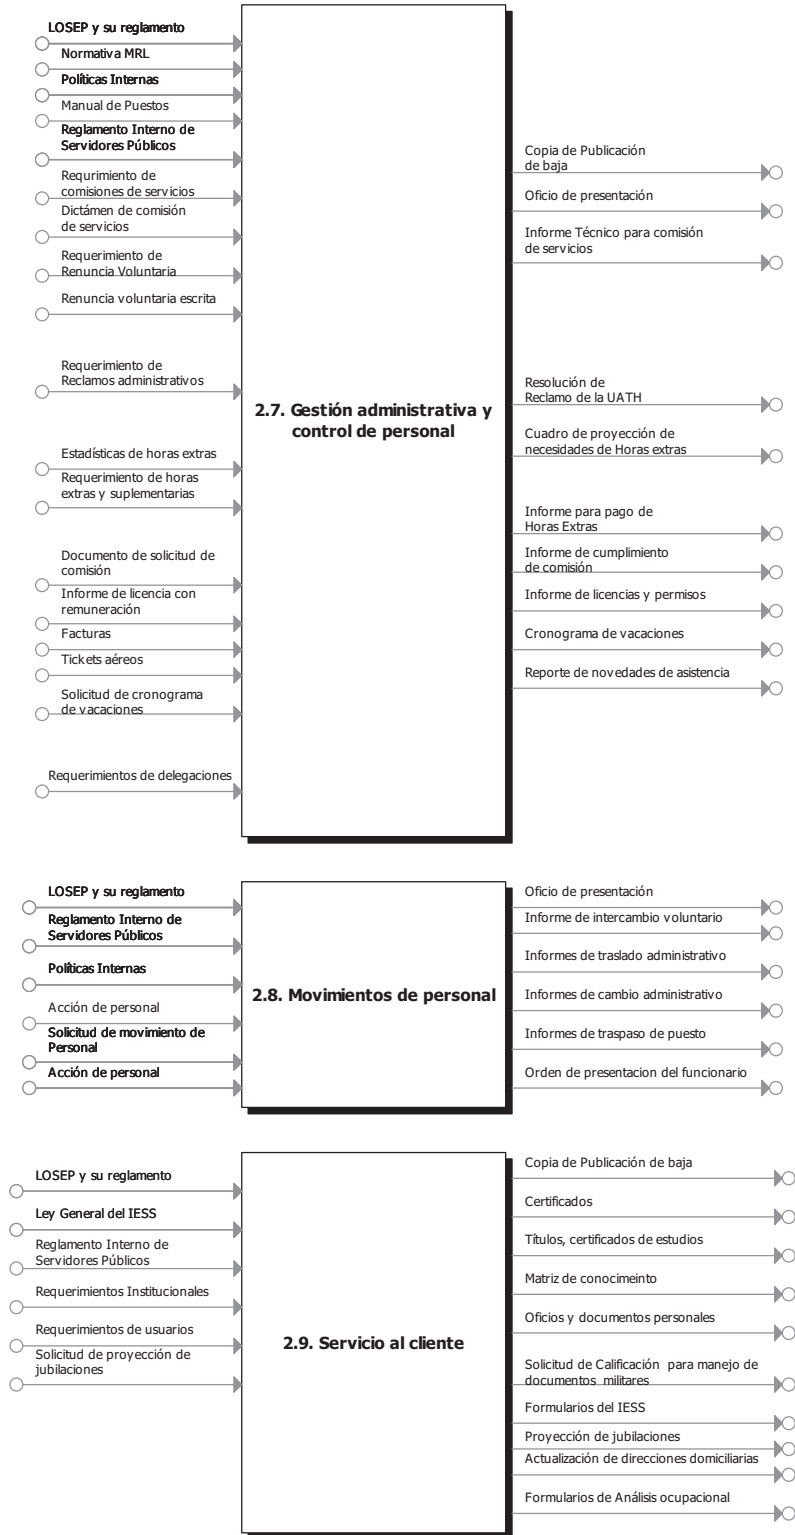 LOSEP y su reglamento
Normativa MRL
Políticas Internas
Manual de Puestos
Reglamento Interno de
Servidores Públicos
Requrimiento de
comisiones de servicios
Dictámen de comisión
de servicios
Requerimiento de
Renuncia Voluntaria
Renuncia voluntaria escrita
Requerimiento de
Reclamos administrativos
Estadísticas de horas extras
Requerimiento de horas
extras y suplementarias
Documento de solicitud de
comisión
Informe de licencia con
remuneración
Facturas
Tickets aéreos
Solicitud de cronograma
de vacaciones
Requerimientos de delegaciones
2.7. Gestión administrativa y
control de personal
Copia de Publicación
de baja
Oficio de presentación
Informe Técnico para comisión
de servicios
Resolución de
Reclamo de la UATH
Cuadro de proyección de
necesidades de Horas extras
Informe para pago de
Horas Extras
Informe de cumplimiento
de comisión
Informe de licencias y permisos
Cronograma de vacaciones
Reporte de novedades de asistencia
LOSEP y su reglamento
Reglamento Interno de
Servidores Públicos
Políticas Internas
Acción de personal
Solicitud de movimiento de
Personal
Acción de personal
2.8. Movimientos de personal
Oficio de presentación
Informe de intercambio voluntario
Informes de traslado administrativo
Informes de cambio administrativo
Informes de traspaso de puesto
Orden de presentacion del funcionario
LOSEP y su reglamento
Ley General del IESS
Reglamento Interno de
Servidores Públicos
Requerimientos Institucionales
Requerimientos de usuarios
Solicitud de proyección de
jubilaciones
2.9. Servicio al cliente
Copia de Publicación de baja
Certificados
Títulos, certificados de estudios
Matriz de conocimeinto
Oficios y documentos personales
Solicitud de Calificación para manejo de
documentos militares
Formularios del IESS
Proyección de jubilaciones
Actualización de direcciones domiciliarias
Formularios de Análisis ocupacional